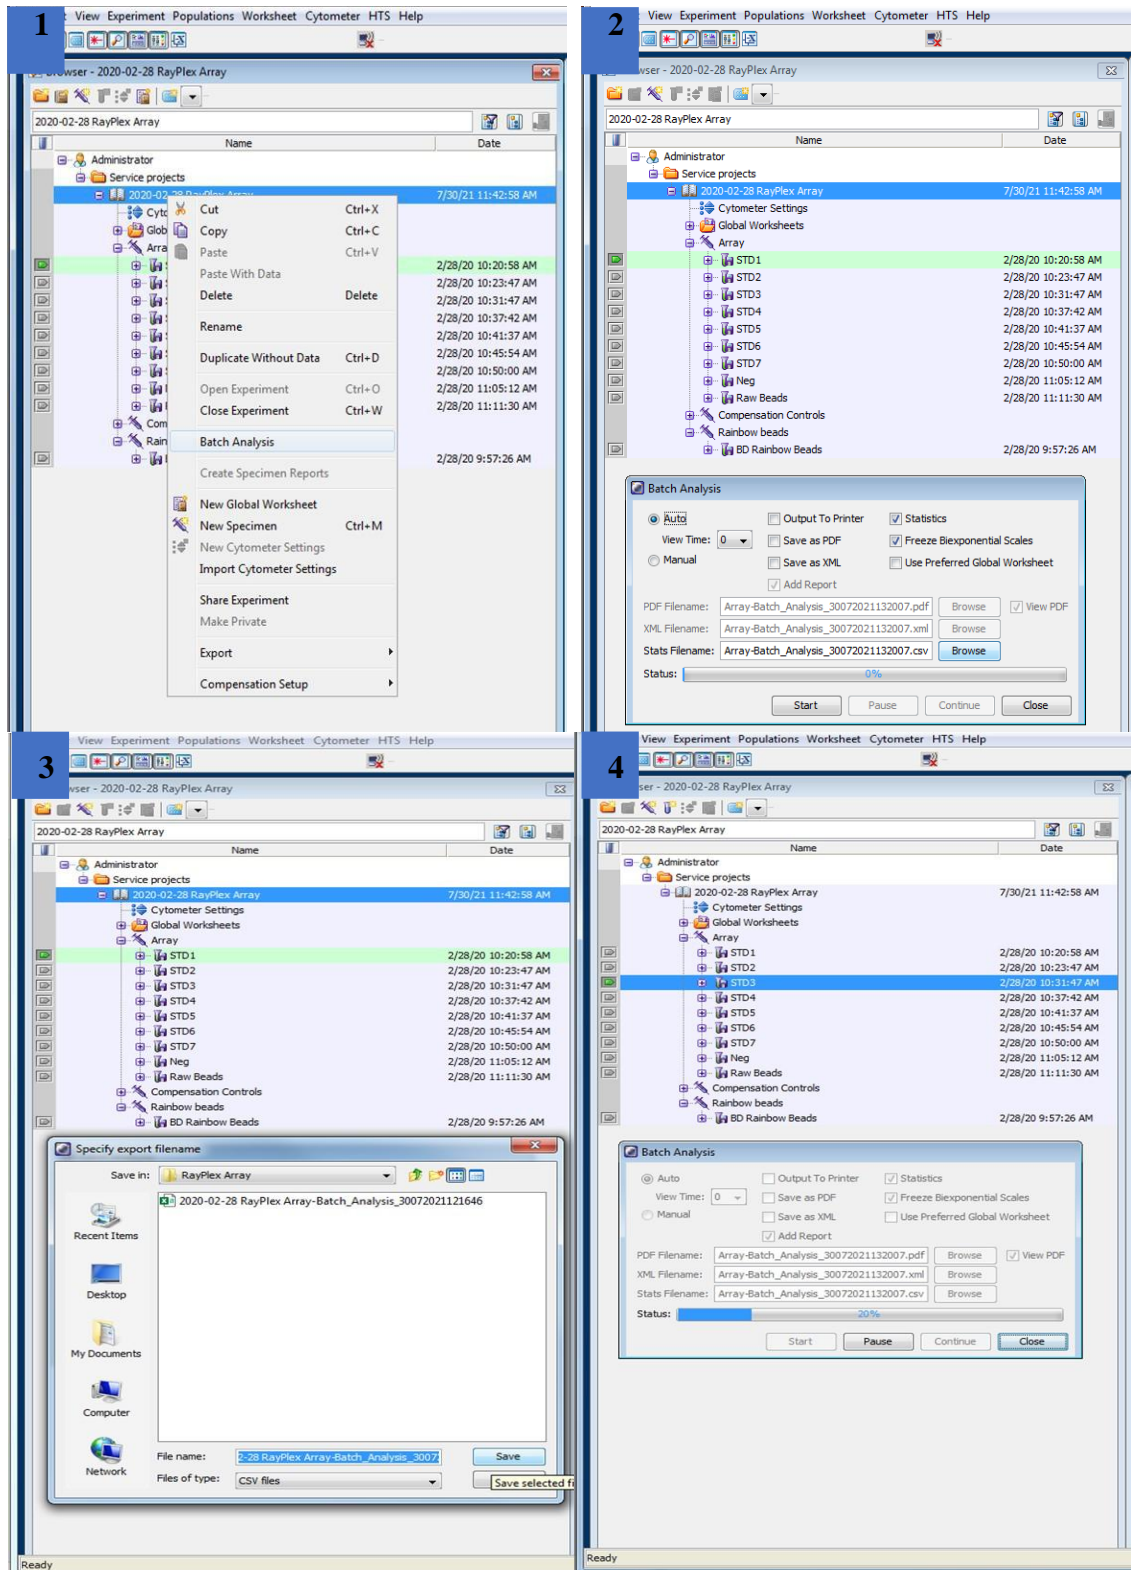 1
View Experiment Populations Worksheet Cytometer HTS Help
wser - 2020-02-28 RayPlex Array
2020-02-28 RayPlex Array
Name Date
Administrator
Service projects
2020-02-28 RayPlex Array 7/30/21 11:42:58 AM
Cut Ctrl+X
Copy Ctrl+C
Paste Ctrl+V
Paste With Data
Delete Delete
Rename
Duplicate Without Data Ctrl+D
Open Experiment Ctrl+O
Close Experiment Ctrl+W
Batch Analysis
Create Specimen Reports
New Global Worksheet
New Specimen Ctrl+M
New Cytometer Settings
Import Cytometer Settings
Share Experiment
Make Private
Export
Compensation Setup
Cyto
Glob
Arra
2/28/20 10:20:58 AM
2/28/20 10:23:47 AM
2/28/20 10:31:47 AM
2/28/20 10:37:42 AM
2/28/20 10:41:37 AM
2/28/20 10:45:54 AM
2/28/20 10:50:00 AM
2/28/20 11:05:12 AM
2/28/20 11:11:30 AM
Com
Rain
2/28/20 9:57:26 AM
2
View Experiment Populations Worksheet Cytometer HTS Help
wser - 2020-02-28 RayPlex Array
2020-02-28 RayPlex Array
Name Date
Administrator
Service projects
2020-02-28 RayPlex Array 7/30/21 11:42:58 AM
Cytometer Settings
Global Worksheets
Array
STD1 2/28/20 10:20:58 AM
STD2 2/28/20 10:23:47 AM
STD3 2/28/20 10:31:47 AM
STD4 2/28/20 10:37:42 AM
STD5 2/28/20 10:41:37 AM
STD6 2/28/20 10:45:54 AM
STD7 2/28/20 10:50:00 AM
Neg 2/28/20 11:05:12 AM
Raw Beads 2/28/20 11:11:30 AM
Compensation Controls
Rainbow beads
BD Rainbow Beads 2/28/20 9:57:26 AM
Batch Analysis
Auto Output To Printer Statistics
View Time: 0 Save as PDF Freeze Biexponential Scales
Manual Save as XML Use Preferred Global Worksheet
Add Report
PDF Filename: Array-Batch_Analysis_30072021132007.pdf Browse View PDF
XML Filename: Array-Batch_Analysis_30072021132007.xml Browse
Stats Filename: Array-Batch_Analysis_30072021132007.csv Browse
Status: 0%
Start Pause Continue Close
3
View Experiment Populations Worksheet Cytometer HTS Help
wser - 2020-02-28 RayPlex Array
2020-02-28 RayPlex Array
Name Date
Administrator
Service projects
2020-02-28 RayPlex Array 7/30/21 11:42:58 AM
Cytometer Settings
Global Worksheets
Array
STD1 2/28/20 10:20:58 AM
STD2 2/28/20 10:23:47 AM
STD3 2/28/20 10:31:47 AM
STD4 2/28/20 10:37:42 AM
STD5 2/28/20 10:41:37 AM
STD6 2/28/20 10:45:54 AM
STD7 2/28/20 10:50:00 AM
Neg 2/28/20 11:05:12 AM
Raw Beads 2/28/20 11:11:30 AM
Compensation Controls
Rainbow beads
BD Rainbow Beads 2/28/20 9:57:26 AM
Specify export filename
Save in: RayPlex Array
2020-02-28 RayPlex Array-Batch_Analysis_30072021121646
Recent Items
Desktop
My Documents
Computer
Network
File name: 2-28 RayPlex Array-Batch_Analysis_3007 Save
Files of type: CSV files
Save selected fi
Ready
4
View Experiment Populations Worksheet Cytometer HTS Help
ser - 2020-02-28 RayPlex Array
2020-02-28 RayPlex Array
Name Date
Administrator
Service projects
2020-02-28 RayPlex Array 7/30/21 11:42:58 AM
Cytometer Settings
Global Worksheets
Array
STD1 2/28/20 10:20:58 AM
STD2 2/28/20 10:23:47 AM
STD3 2/28/20 10:31:47 AM
STD4 2/28/20 10:37:42 AM
STD5 2/28/20 10:41:37 AM
STD6 2/28/20 10:45:54 AM
STD7 2/28/20 10:50:00 AM
Neg 2/28/20 11:05:12 AM
Raw Beads 2/28/20 11:11:30 AM
Compensation Controls
Rainbow beads
BD Rainbow Beads 2/28/20 9:57:26 AM
Batch Analysis
Auto Output To Printer Statistics
View Time: 0 Save as PDF Freeze Biexponential Scales
Manual Save as XML Use Preferred Global Worksheet
Add Report
PDF Filename: Array-Batch_Analysis_30072021132007.pdf Browse View PDF
XML Filename: Array-Batch_Analysis_30072021132007.xml Browse
Stats Filename: Array-Batch_Analysis_30072021132007.csv Browse
Status: 20%
Start Pause Continue Close
Ready